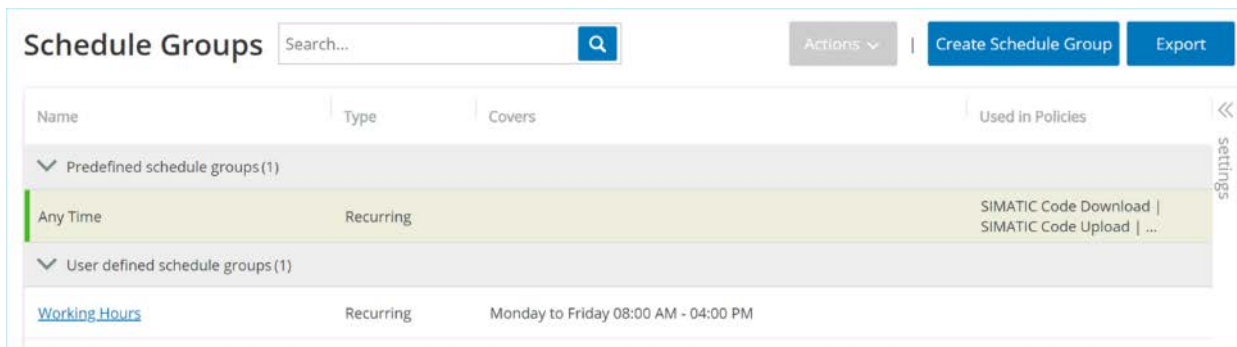 Schedule Groups Search... Actions | Create Schedule Group Export
Name Type Covers Used in Policies
settings
Predefined schedule groups (1)
Any Time Recurring SIMATIC Code Download |
SIMATIC Code Upload | ...
User defined schedule groups (1)
Working Hours Recurring Monday to Friday 08:00 AM - 04:00 PM